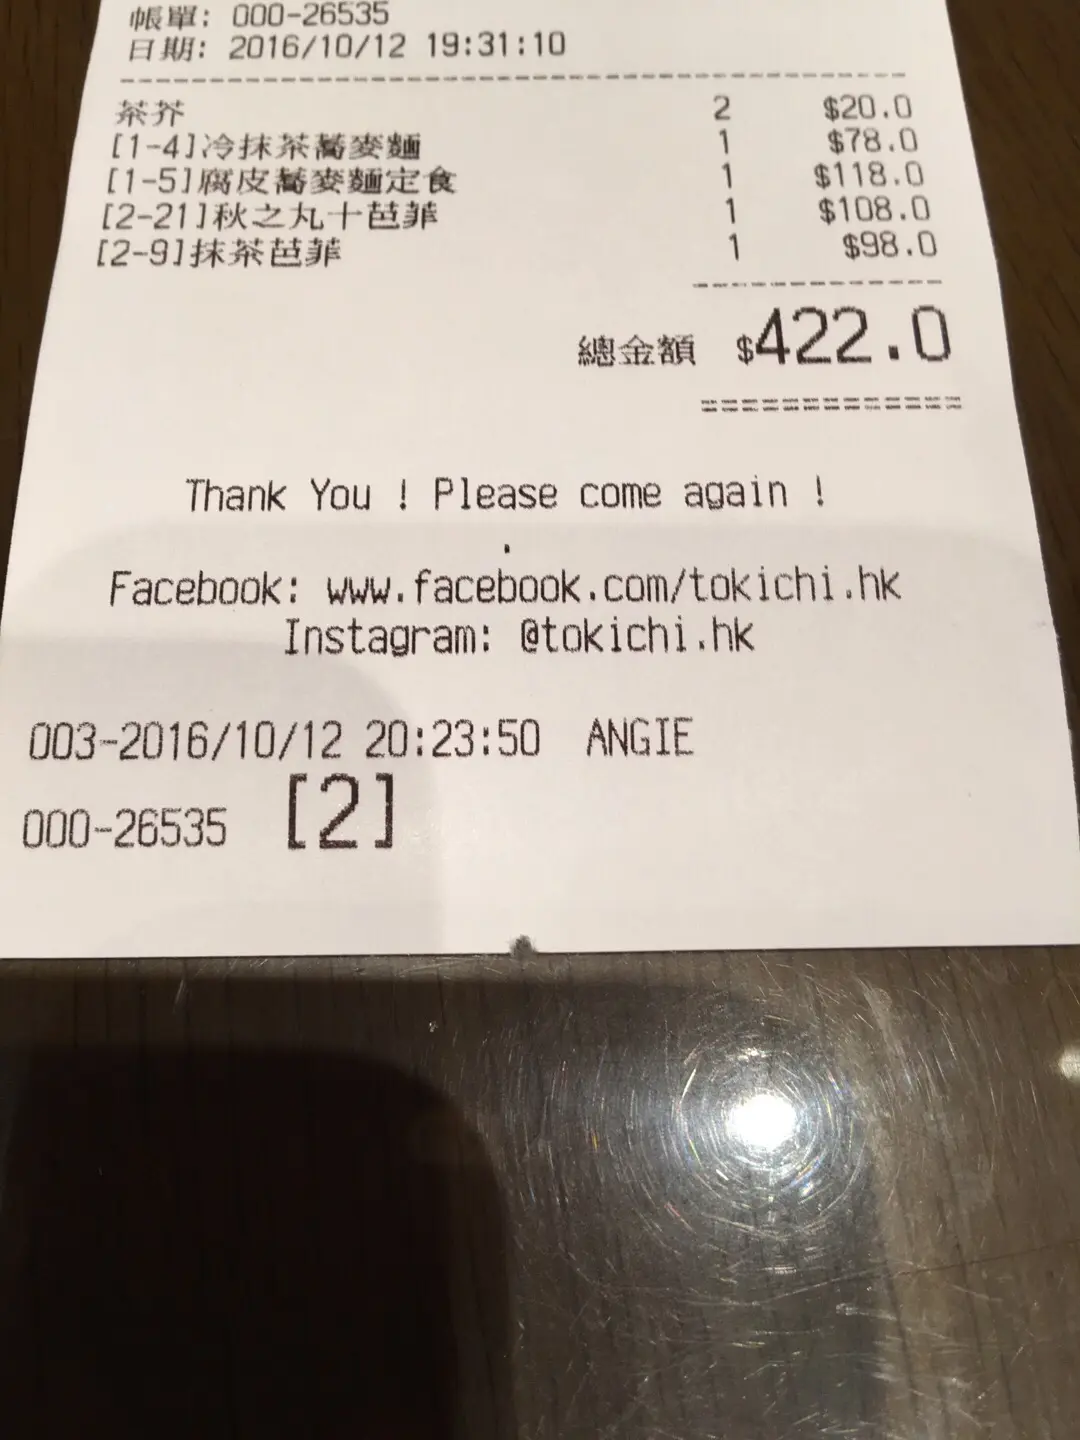 帳單: 000-26535
日期: 2016/10/12 19:31:10
茶芥 2 $20.0
[1-4]冷抹茶蕎麥麵 1 $78.0
[1-5]腐皮蕎麥麵定食 1 $118.0
[2-21]秋之丸十芭菲 1 $108.0
[2-9]抹茶芭菲 1 $98.0
總金額 $422.0
Thank You ! Please come again !
.
Facebook: www.facebook.com/tokichi.hk
Instagram: @tokichi.hk
003-2016/10/12 20:23:50 ANGIE
000-26535 [2]